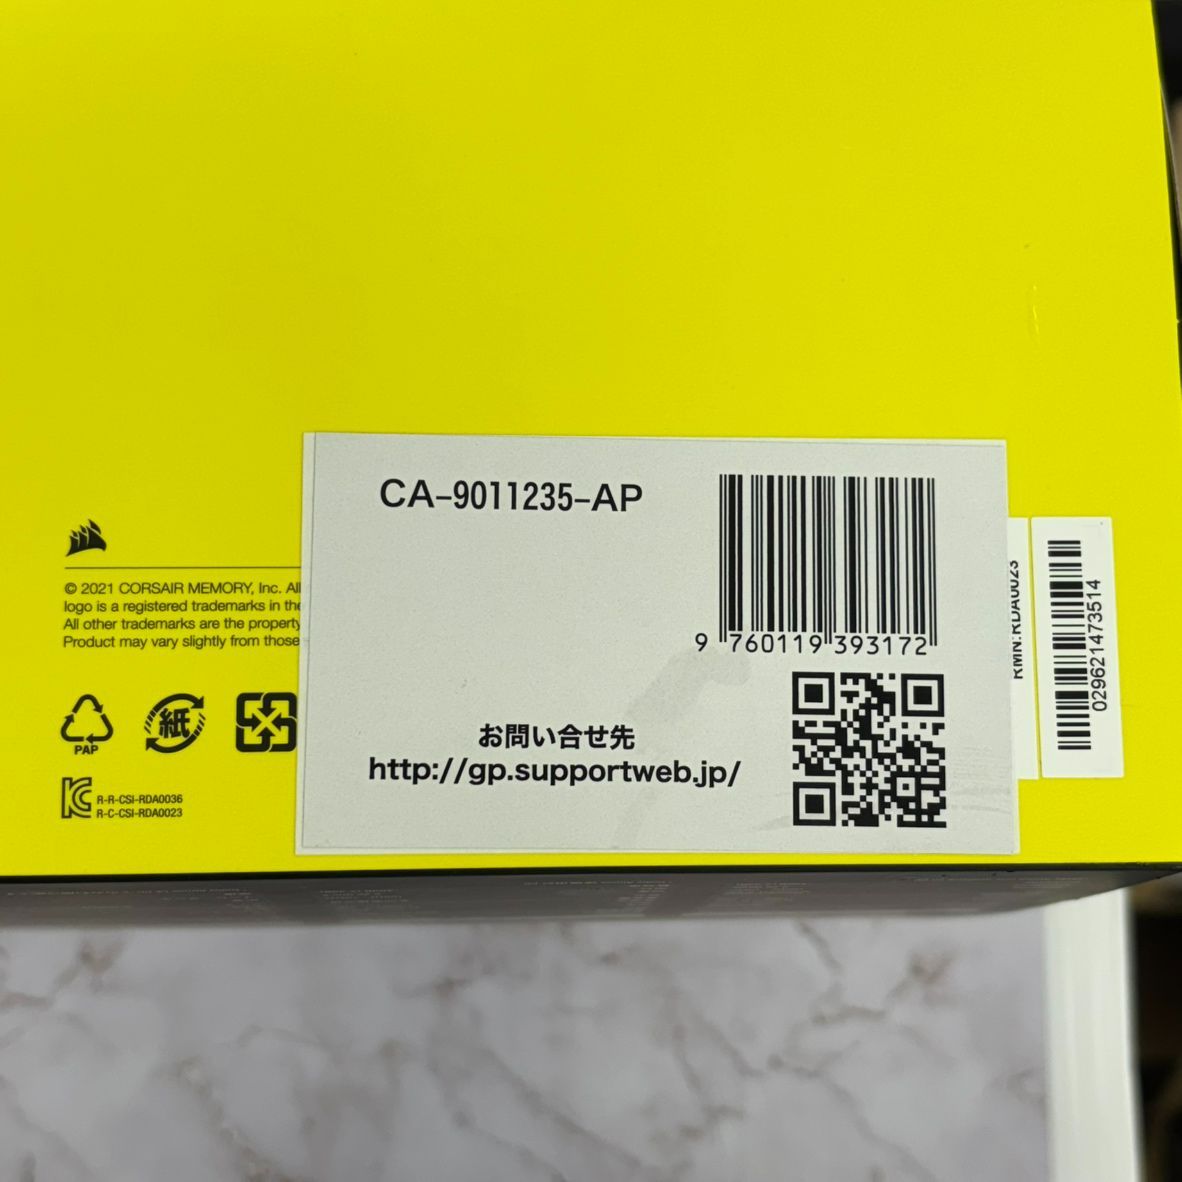 CA-9011235-AP
9 760119 393172
お問い合せ先
http://gp.supportweb.jp/
RMN:RDA0023
029621473514
© 2021 CORSAIR MEMORY, Inc. All
logo is a registered trademarks in the
All other trademarks are the property
Product may vary slightly from those
PAP
紙
R-R-CSI-RDA0036
R-C-CSI-RDA0023